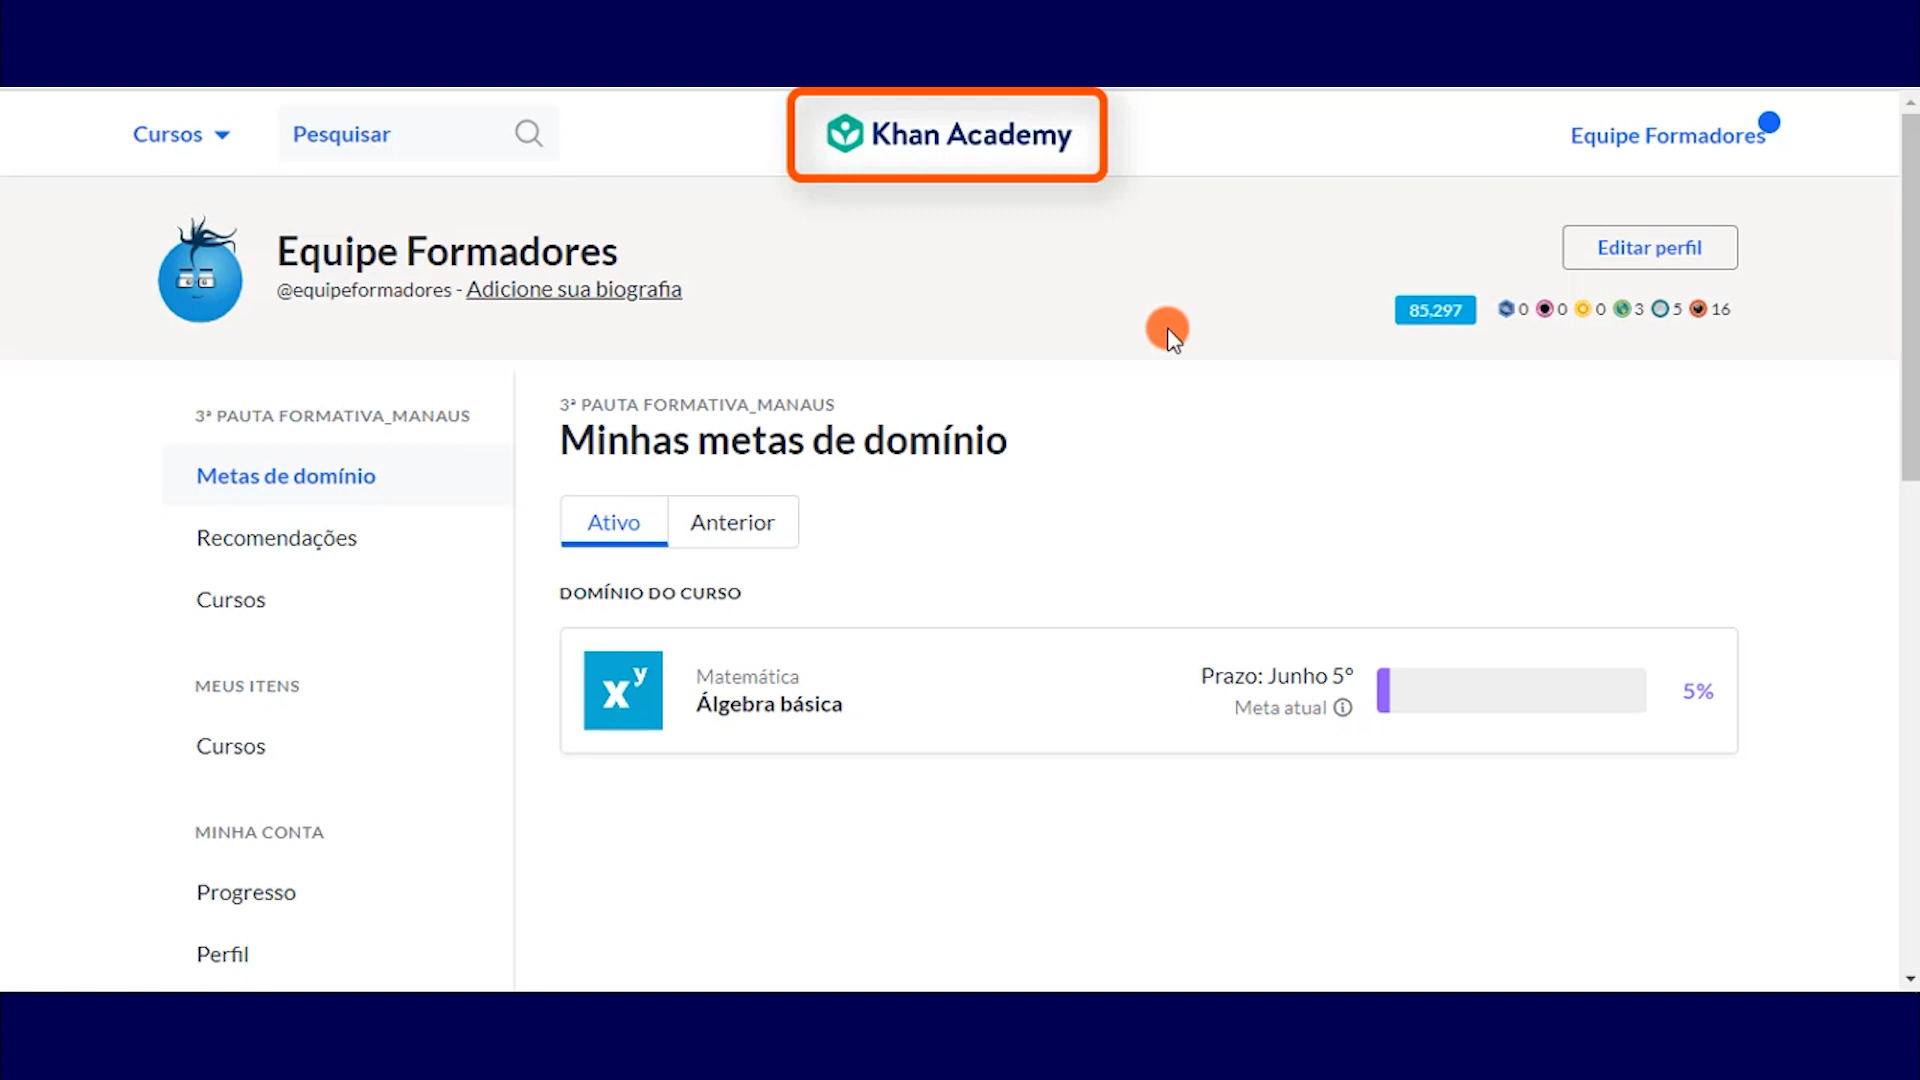 Cursos
Pesquisar
Khan Academy
Equipe Formadores
Equipe Formadores
@equipeformadores - Adicione sua biografia
Editar perfil
85,297
0 0 0 3 5 16
3ª PAUTA FORMATIVA_MANAUS
Metas de domínio
Recomendações
Cursos
MEUS ITENS
Cursos
MINHA CONTA
Progresso
Perfil
3ª PAUTA FORMATIVA_MANAUS
Minhas metas de domínio
Ativo
Anterior
DOMÍNIO DO CURSO
x^y
Matemática
Álgebra básica
Prazo: Junho 5º
Meta atual
5%